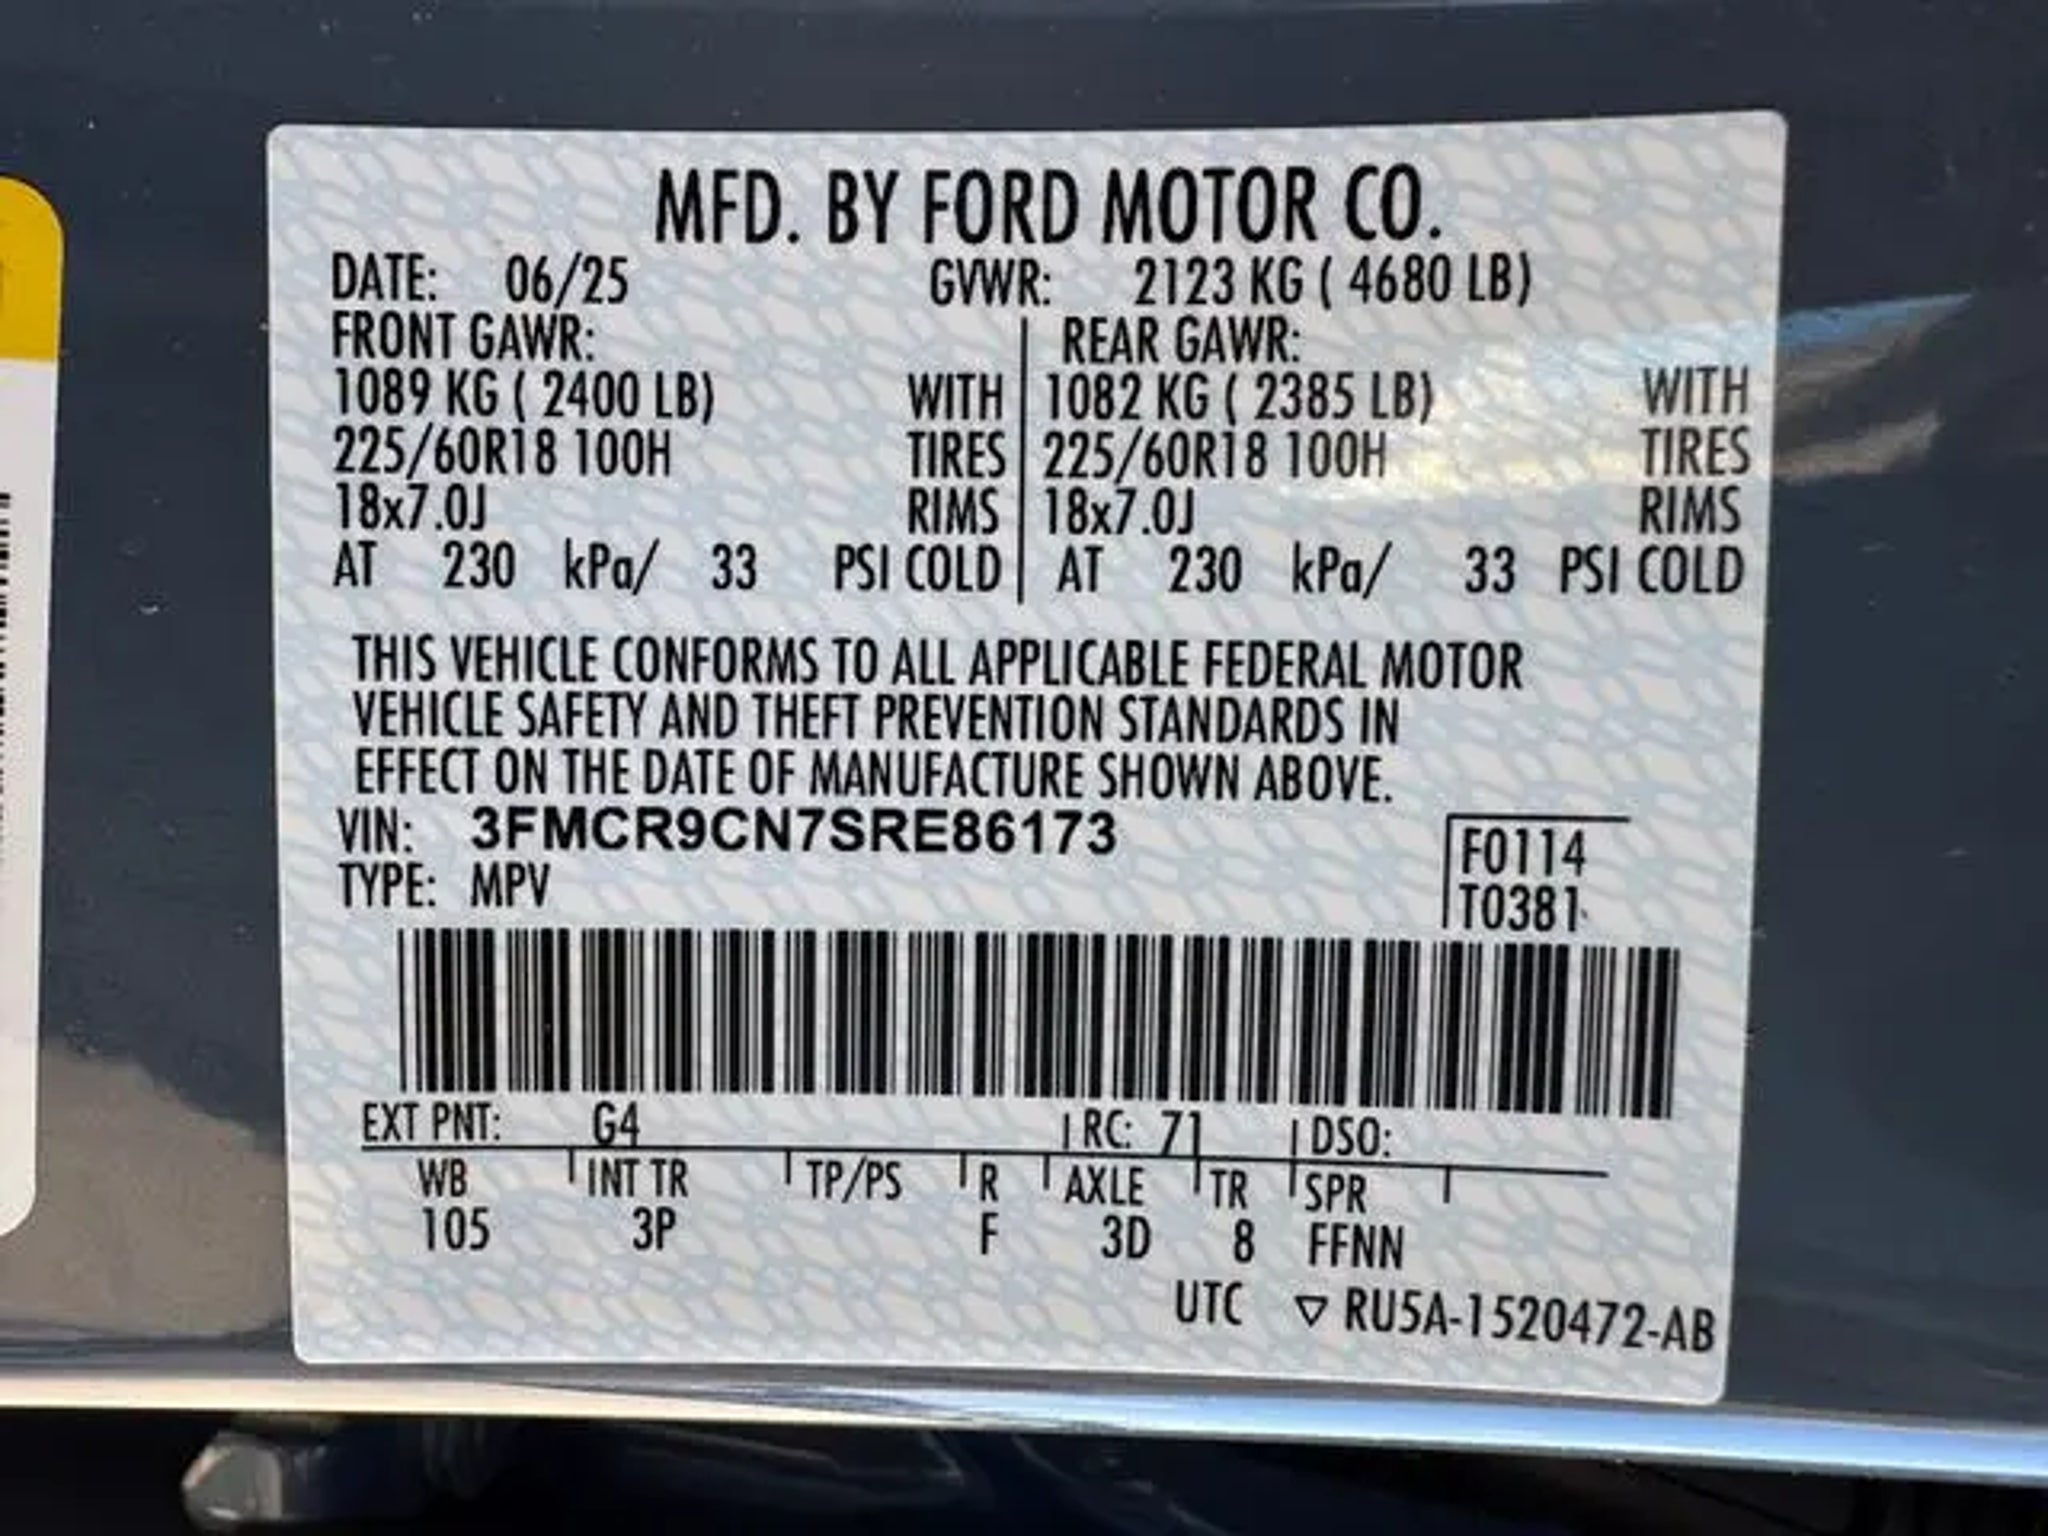 MFD. BY FORD MOTOR CO.
DATE: 06/25 GVWR: 2123 KG ( 4680 LB)
FRONT GAWR: REAR GAWR:
1089 KG ( 2400 LB) WITH 1082 KG ( 2385 LB) WITH
225/60R18 100H TIRES 225/60R18 100H TIRES
18x7.0J RIMS 18x7.0J RIMS
AT 230 kPa/ 33 PSI COLD AT 230 kPa/ 33 PSI COLD
THIS VEHICLE CONFORMS TO ALL APPLICABLE FEDERAL MOTOR
VEHICLE SAFETY AND THEFT PREVENTION STANDARDS IN
EFFECT ON THE DATE OF MANUFACTURE SHOWN ABOVE.
VIN: 3FMCR9CN7SRE86173
F0114
TYPE: MPV
T0381
EXT PNT: G4 RC: 71 DSO:
WB INT TR TP/PS R AXLE TR SPR
105 3P F 3D 8 FFNN
UTC ▽ RU5A-1520472-AB